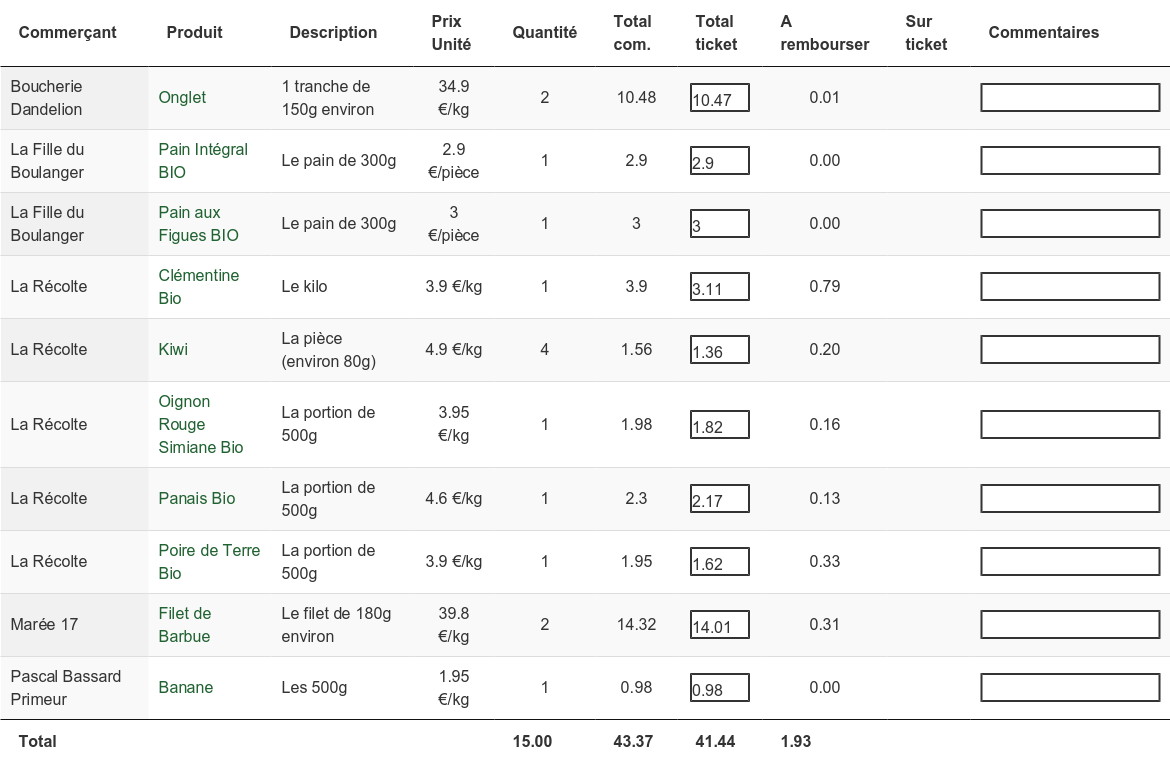 Commerçant Produit Description Prix Unité Quantité Total com. Total ticket A rembourser Sur ticket Commentaires
Boucherie Dandelion Onglet 1 tranche de 150g environ 34.9 €/kg 2 10.48 10.47 0.01
La Fille du Boulanger Pain Intégral BIO Le pain de 300g 2.9 €/pièce 1 2.9 2.9 0.00
La Fille du Boulanger Pain aux Figues BIO Le pain de 300g 3 €/pièce 1 3 3 0.00
La Récolte Clémentine Bio Le kilo 3.9 €/kg 1 3.9 3.11 0.79
La Récolte Kiwi La pièce (environ 80g) 4.9 €/kg 4 1.56 1.36 0.20
La Récolte Oignon Rouge Simiane Bio La portion de 500g 3.95 €/kg 1 1.98 1.82 0.16
La Récolte Panais Bio La portion de 500g 4.6 €/kg 1 2.3 2.17 0.13
La Récolte Poire de Terre Bio La portion de 500g 3.9 €/kg 1 1.95 1.62 0.33
Marée 17 Filet de Barbue Le filet de 180g environ 39.8 €/kg 2 14.32 14.01 0.31
Pascal Bassard Primeur Banane Les 500g 1.95 €/kg 1 0.98 0.98 0.00
Total 15.00 43.37 41.44 1.93